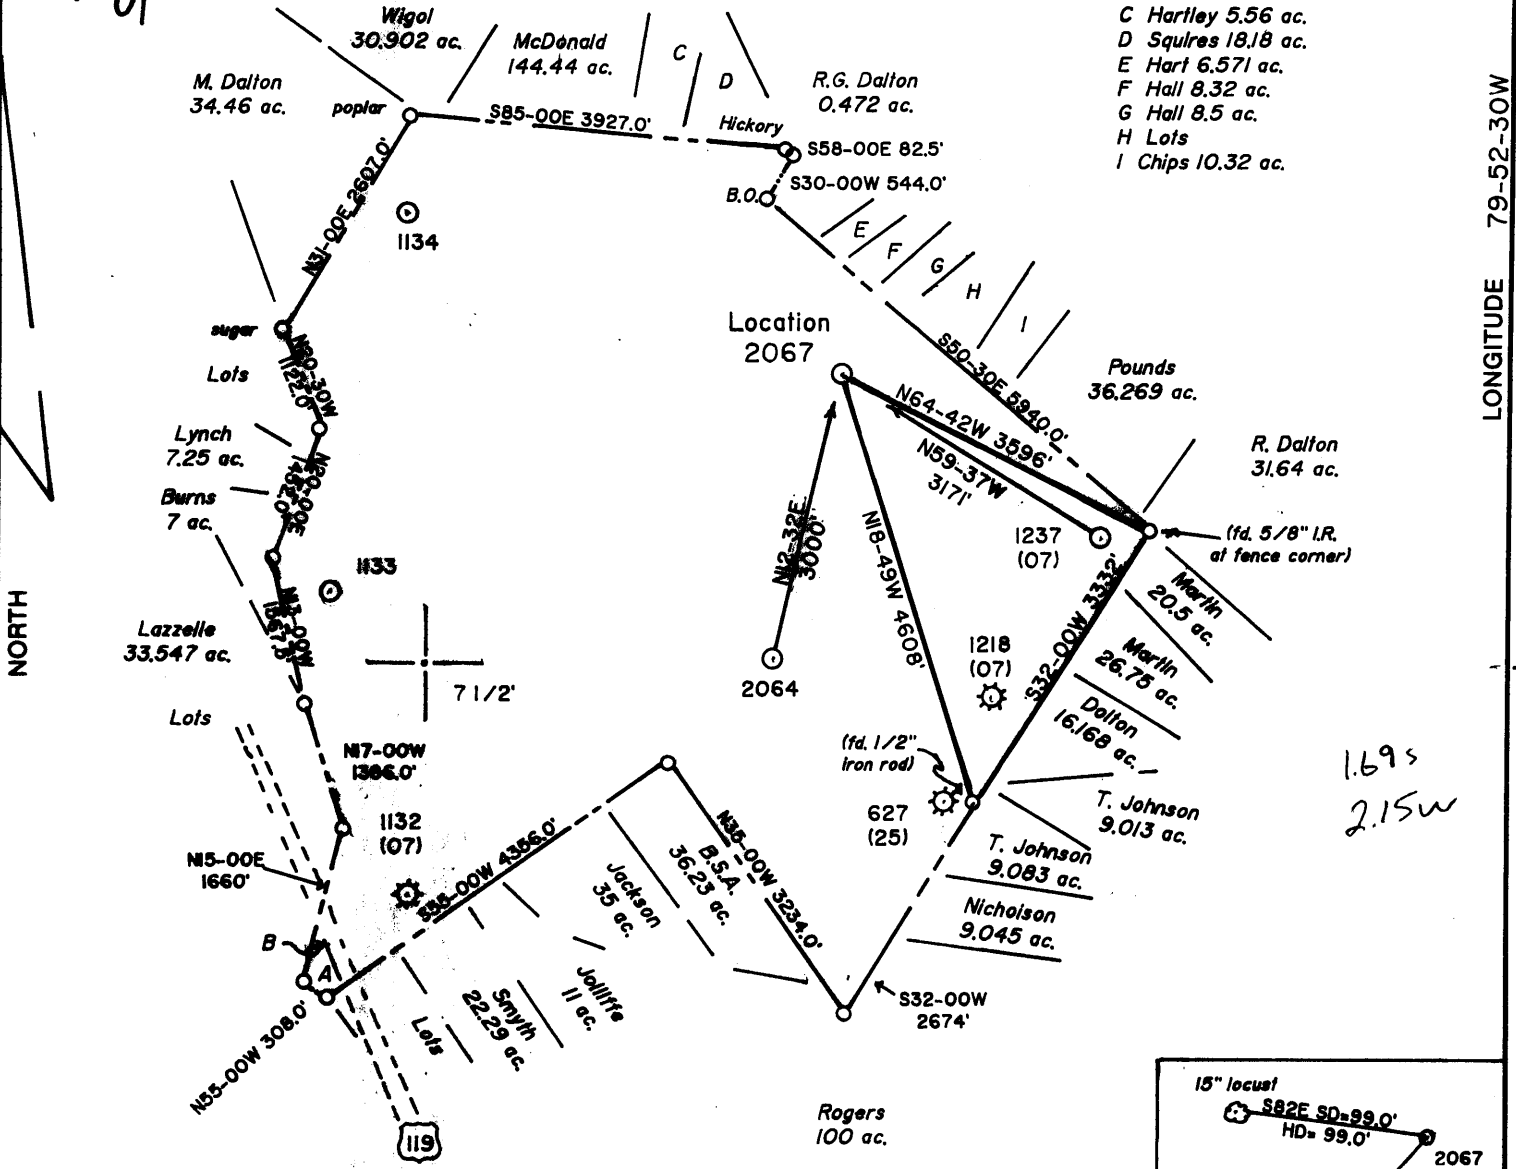 Wigol
30.902 ac.
McDonald
144.44 ac.
C
D
C Hartley 5.56 ac.
D Squires 18.18 ac.
E Hart 6.571 ac.
F Hall 8.32 ac.
G Hall 8.5 ac.
H Lots
I Chips 10.32 ac.
M. Dalton
34.46 ac.
poplar
S85-00E 3927.0'
Hickory
R.G. Dalton
0.472 ac.
S58-00E 82.5'
S30-00W 544.0'
B.O.
LONGITUDE 79-52-30W
N31-00E 2607.0'
1134
E
F
G
H
I
sugar
Location
2067
S50-30E 5940.0'
Lots
1122.0'
Pounds
36.269 ac.
N64-42W 3596'
N59-37W
3171'
Lynch
7.25 ac.
N20-00E
Burns
7 ac.
R. Dalton
31.64 ac.
(fd. 5/8" I.R.
at fence corner)
1237
(07)
N12-32E
3000'
N18-49W 4608'
1133
N13-00W
NORTH
Lazzelle
33.547 ac.
7 1/2'
2064
1218
(07)
S32-00W 3332'
Martin
20.5 ac.
Martin
26.75 ac.
Dalton
16.168 ac.
Lots
N17-00W
1386.0'
(fd. 1/2"
iron rod)
627
(25)
T. Johnson
9.013 ac.
1.69 s
2.15 w
1132
(07)
N15-00E
1660'
S55-00W 4356.0'
N35-00W 3234.0'
B.S.A.
36.23 ac.
Jackson
35 ac.
T. Johnson
9.083 ac.
Nicholson
9.045 ac.
B
A
N55-00W 308.0'
Lots
Smyth
22.29 ac.
Jolliffe
11 ac.
S32-00W
2674'
119
Rogers
100 ac.
15" locust
S82E SD=99.0'
HD= 99.0'
2067